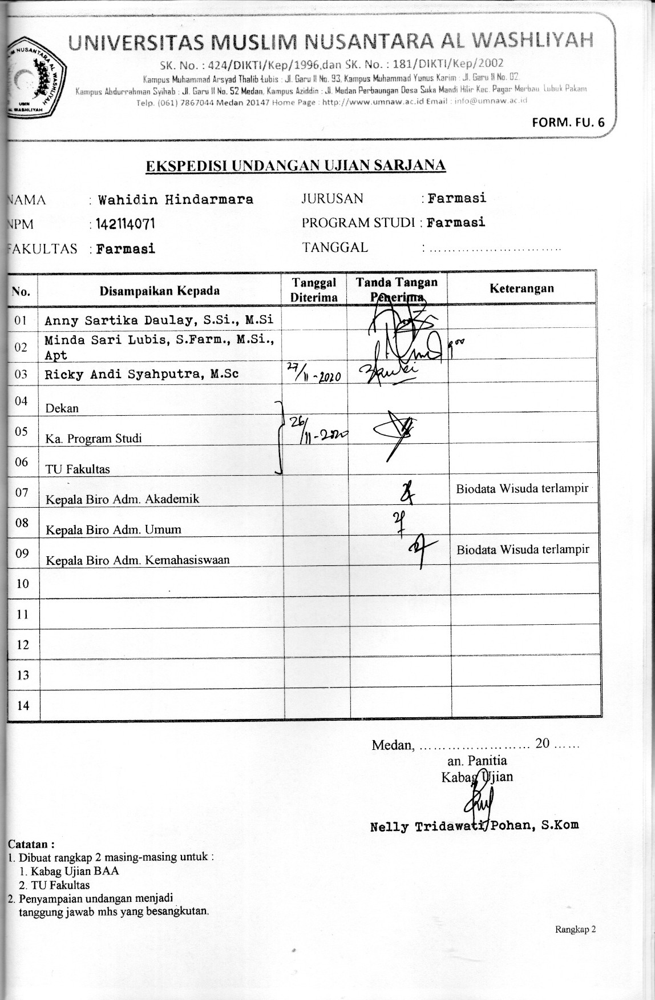 UNIVERSITAS MUSLIM NUSANTARA AL WASHLIYAH
SK. No. : 424/DIKTI/Kep/1996,dan SK. No. : 181/DIKTI/Kep/2002
Kampus Muhammad Arsyad Thalib Lubis : Jl. Garu II No. 93, Kampus Muhammad Yunus Karim : Jl. Garu II No. 02,
Kampus Abdurrahman Syihab : Jl. Garu II No. 52 Medan, Kampus Aziddin : Jl. Medan Perbaungan Desa Suka Mandi Hilir Kec. Pagar Merbau Lubuk Pakam
Telp. (061) 7867044 Medan 20147 Home Page : http://www.umnaw.ac.id Email : info@umnaw.ac.id
NUSANTARA AL WASHLIYAH
UMN
AL WASHLIYAH
FORM. FU. 6
EKSPEDISI UNDANGAN UJIAN SARJANA
NAMA : Wahidin Hindarmara JURUSAN : Farmasi
NPM : 142114071 PROGRAM STUDI : Farmasi
FAKULTAS : Farmasi TANGGAL : ................................
No. Disampaikan Kepada Tanggal Diterima Tanda Tangan Penerima Keterangan
01 Anny Sartika Daulay, S.Si., M.Si
02 Minda Sari Lubis, S.Farm., M.Si., Apt
03 Ricky Andi Syahputra, M.Sc 27/11-2020
04 Dekan
05 Ka. Program Studi 26/11-2020
06 TU Fakultas
07 Kepala Biro Adm. Akademik Biodata Wisuda terlampir
08 Kepala Biro Adm. Umum
09 Kepala Biro Adm. Kemahasiswaan Biodata Wisuda terlampir
10
11
12
13
14
Medan, ........................ 20 ......
an. Panitia
Kabag Ujian
Nelly Tridawati Pohan, S.Kom
Catatan :
1. Dibuat rangkap 2 masing-masing untuk :
1. Kabag Ujian BAA
2. TU Fakultas
2. Penyampaian undangan menjadi
tanggung jawab mhs yang besangkutan.
Rangkap 2